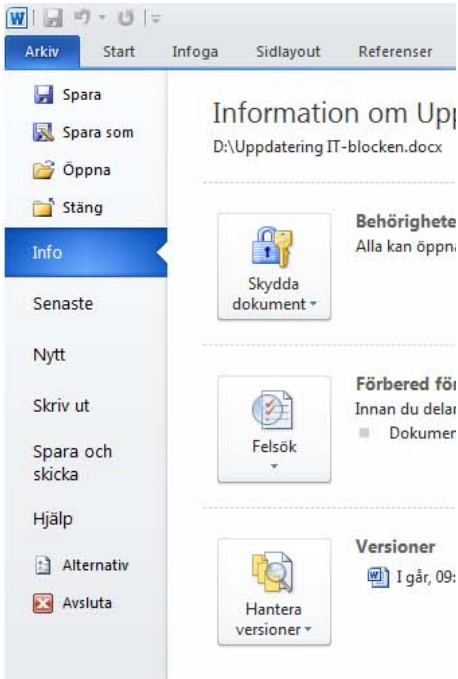 Arkiv Start Infoga Sidlayout Referenser
Spara
Spara som
Öppna
Stäng
Info
Senaste
Nytt
Skriv ut
Spara och
skicka
Hjälp
Alternativ
Avsluta
Information om Upp
D:\Uppdatering IT-blocken.docx
Skydda
dokument
Behörighete
Alla kan öppna
Felsök
Förbered för
Innan du delar
Dokumen
Hantera
versioner
Versioner
I går, 09: